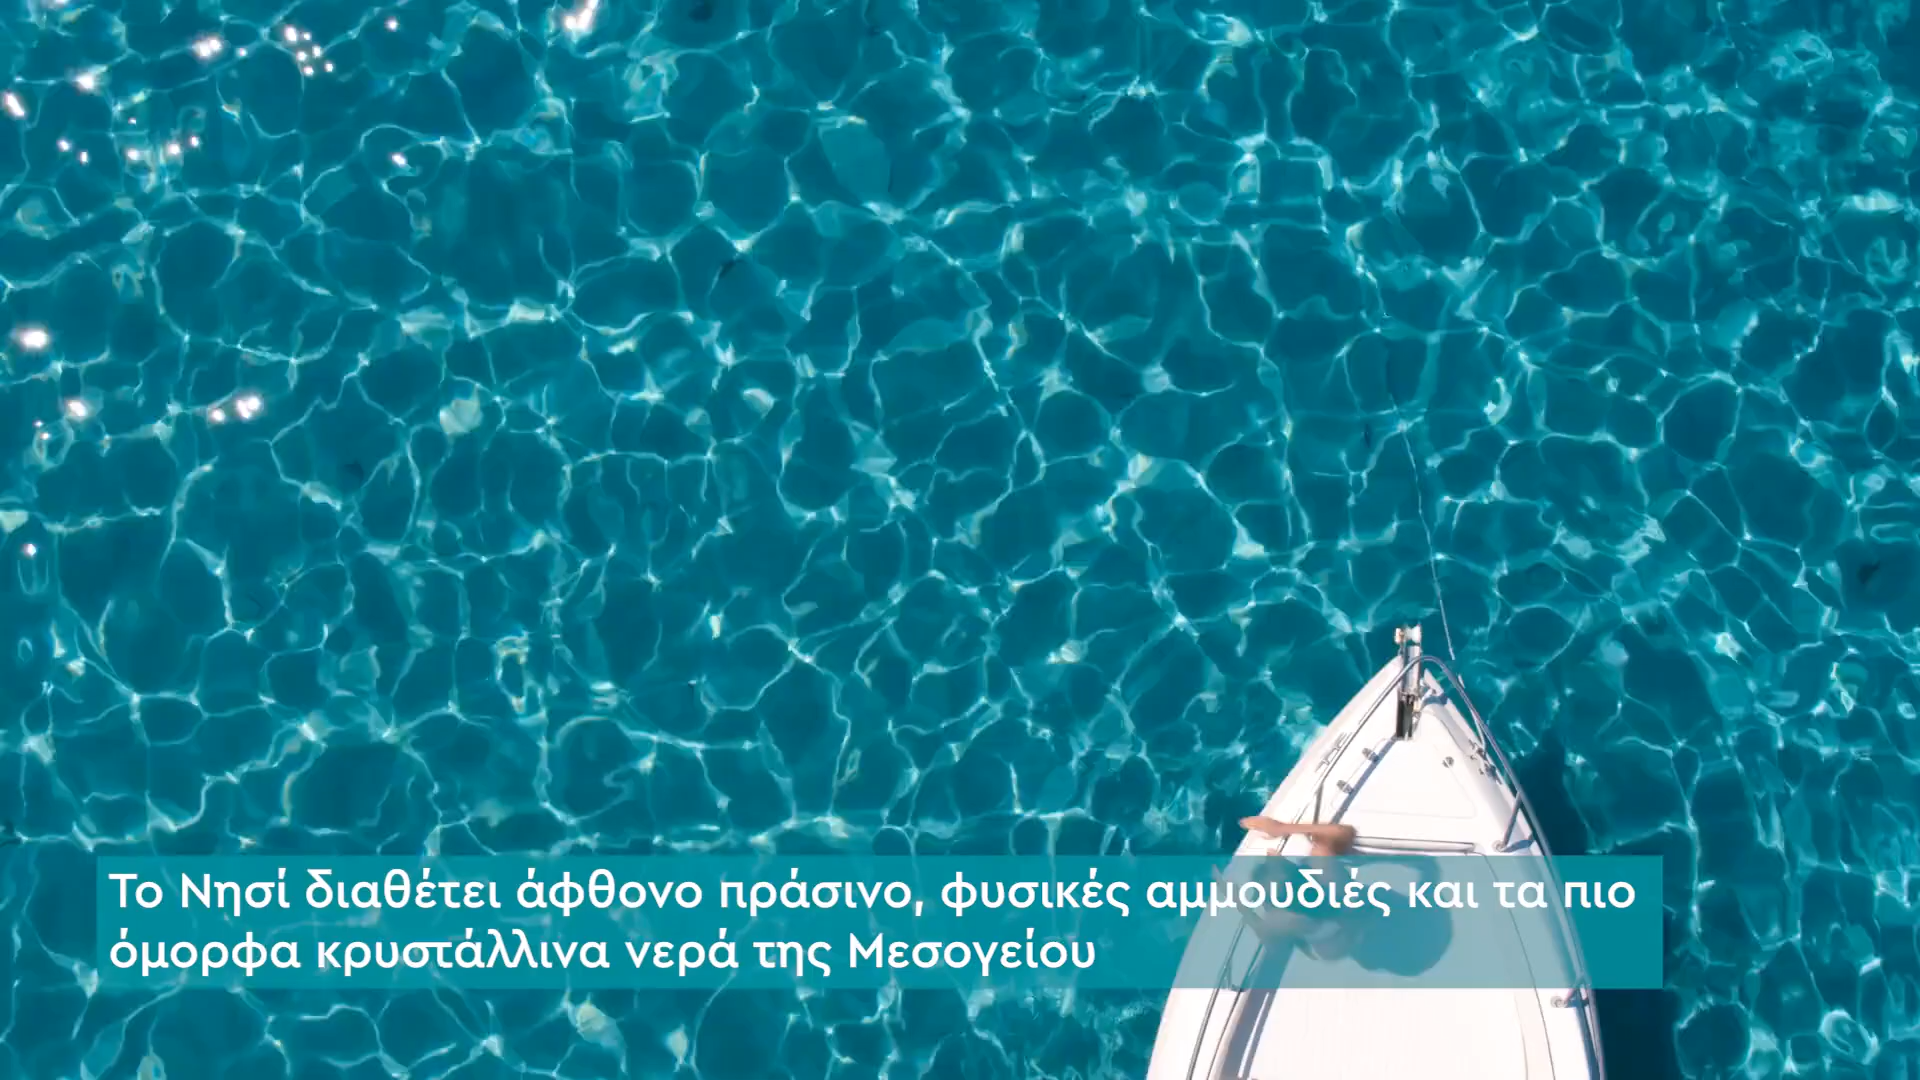 Το Νησί διαθέτει άφθονο πράσινο, φυσικές αμμουδιές και τα πιο
όμορφα κρυστάλλινα νερά της Μεσογείου